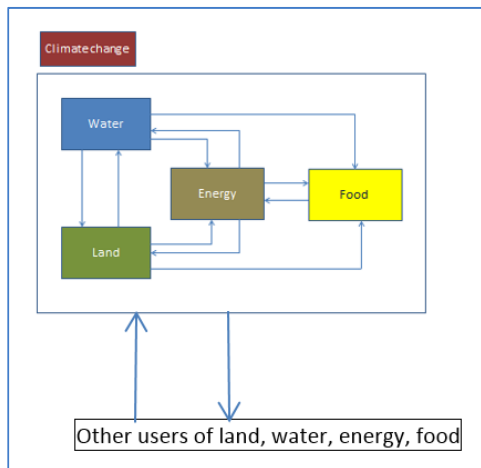 Climatechange
Water
Energy
Food
Land
Other users of land, water, energy, food